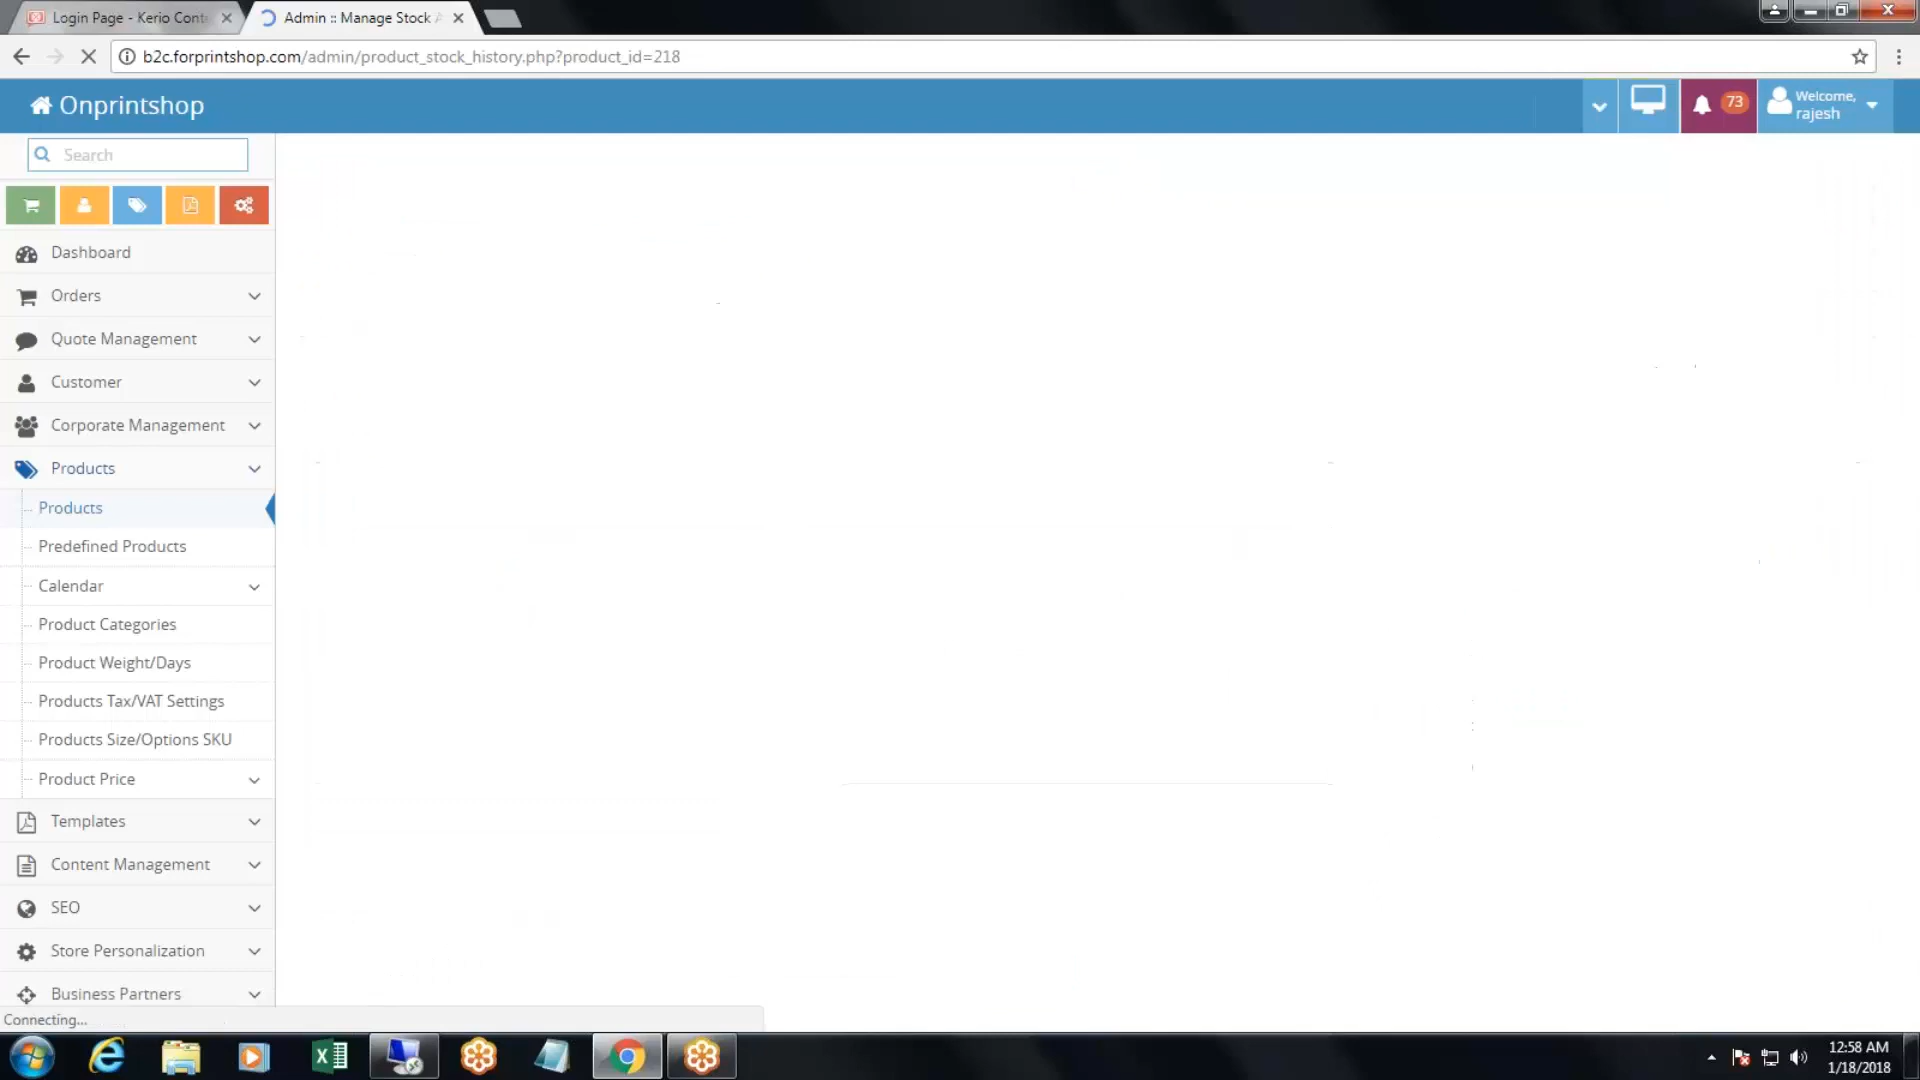 Login Page - Kerio Cont
Admin :: Manage Stock A
b2c.forprintshop.com/admin/product_stock_history.php?product_id=218
Onprintshop
73
Welcome,
rajesh
Search
Dashboard
Orders
Quote Management
Customer
Corporate Management
Products
Products
Predefined Products
Calendar
Product Categories
Product Weight/Days
Products Tax/VAT Settings
Products Size/Options SKU
Product Price
Templates
Content Management
SEO
Store Personalization
Business Partners
Connecting...
12:58 AM
1/18/2018